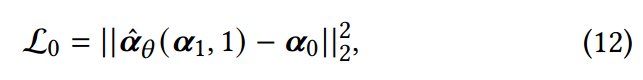 𝓛₀ = ||𝜶̂_θ(𝜶₁, 1) − 𝜶₀||₂², (12)